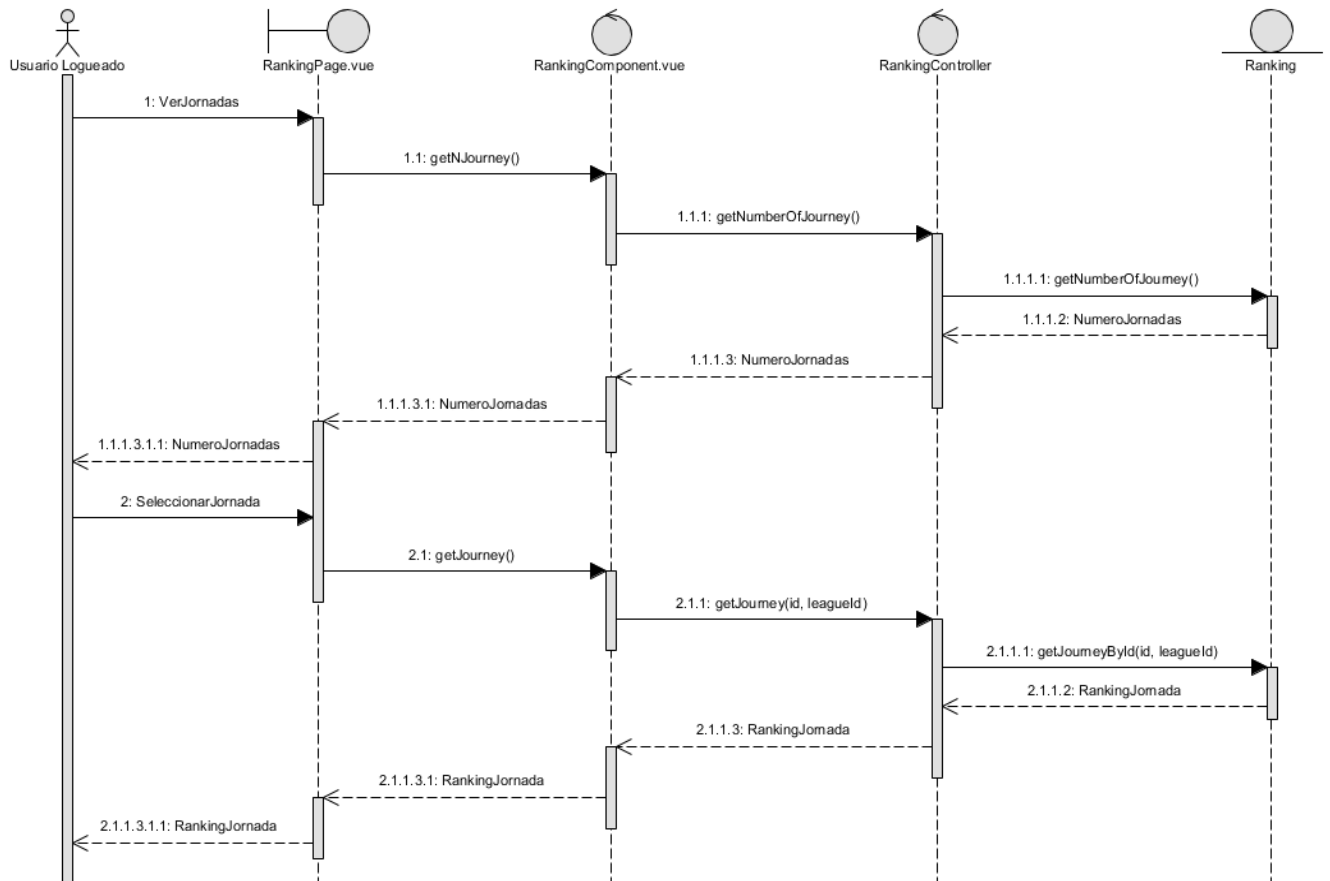 Usuario Logueado
RankingPage.vue
RankingComponent.vue
RankingController
Ranking
1: VerJornadas
1.1: getNJourney()
1.1.1: getNumberOfJourney()
1.1.1.1: getNumberOfJourney()
1.1.1.2: NumeroJornadas
1.1.1.3: NumeroJornadas
1.1.1.3.1: NumeroJornadas
1.1.1.3.1.1: NumeroJornadas
2: SeleccionarJornada
2.1: getJourney()
2.1.1: getJourney(id, leagueId)
2.1.1.1: getJourneyById(id, leagueId)
2.1.1.2: RankingJornada
2.1.1.3: RankingJornada
2.1.1.3.1: RankingJornada
2.1.1.3.1.1: RankingJornada